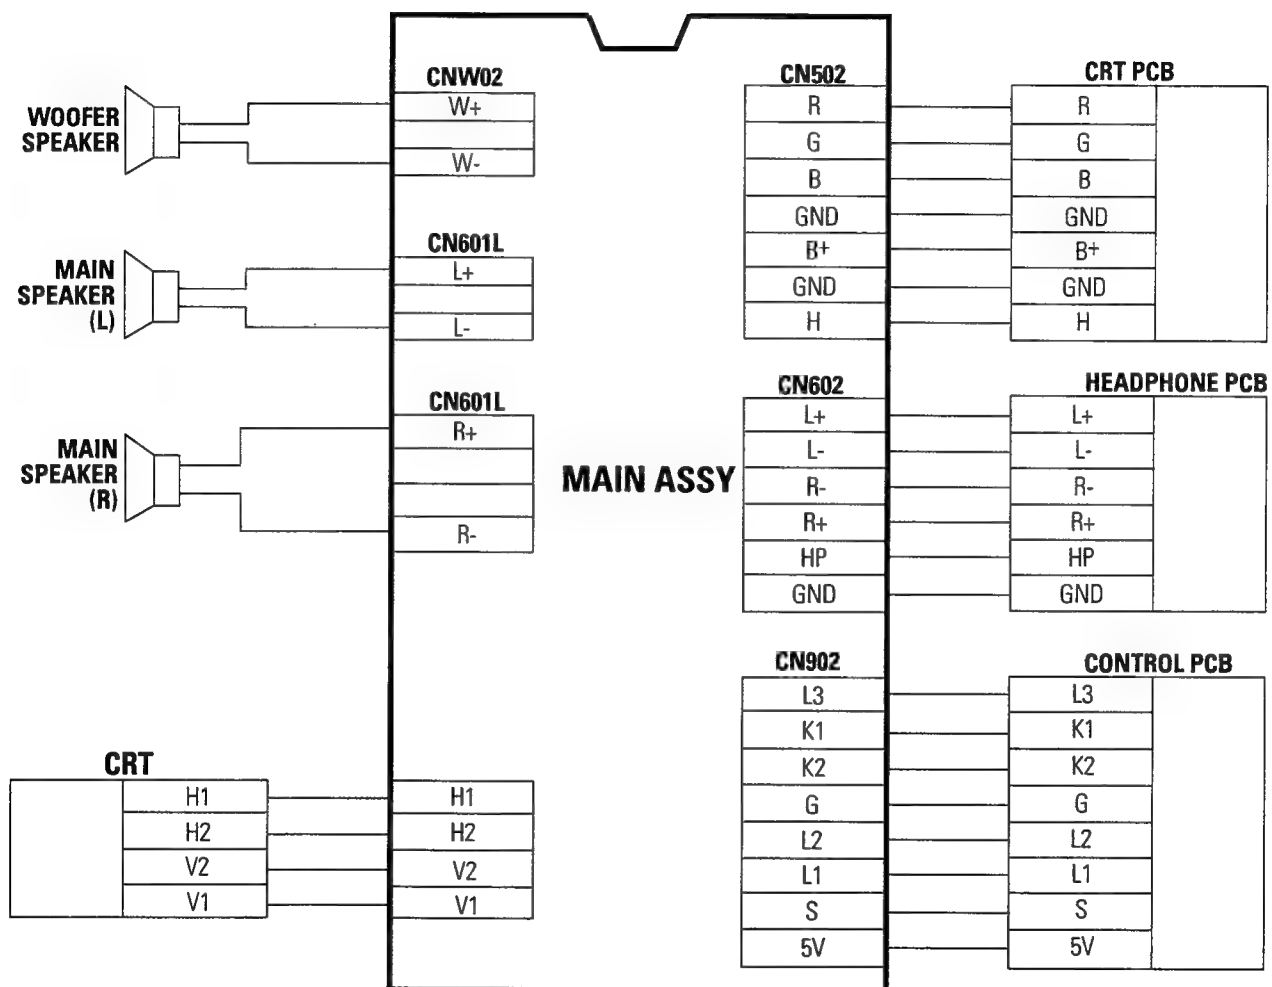 CNW02
WOOFER
SPEAKER
W+
W-
CN601L
MAIN
SPEAKER
(L)
L+
L-
CN601L
MAIN
SPEAKER
(R)
R+
R-
CRT
H1
H2
V2
V1
H1
H2
V2
V1
MAIN ASSY
CN502
R
G
B
GND
B+
GND
H
CRT PCB
R
G
B
GND
B+
GND
H
CN602
L+
L-
R-
R+
HP
GND
HEADPHONE PCB
L+
L-
R-
R+
HP
GND
CN902
L3
K1
K2
G
L2
L1
S
5V
CONTROL PCB
L3
K1
K2
G
L2
L1
S
5V